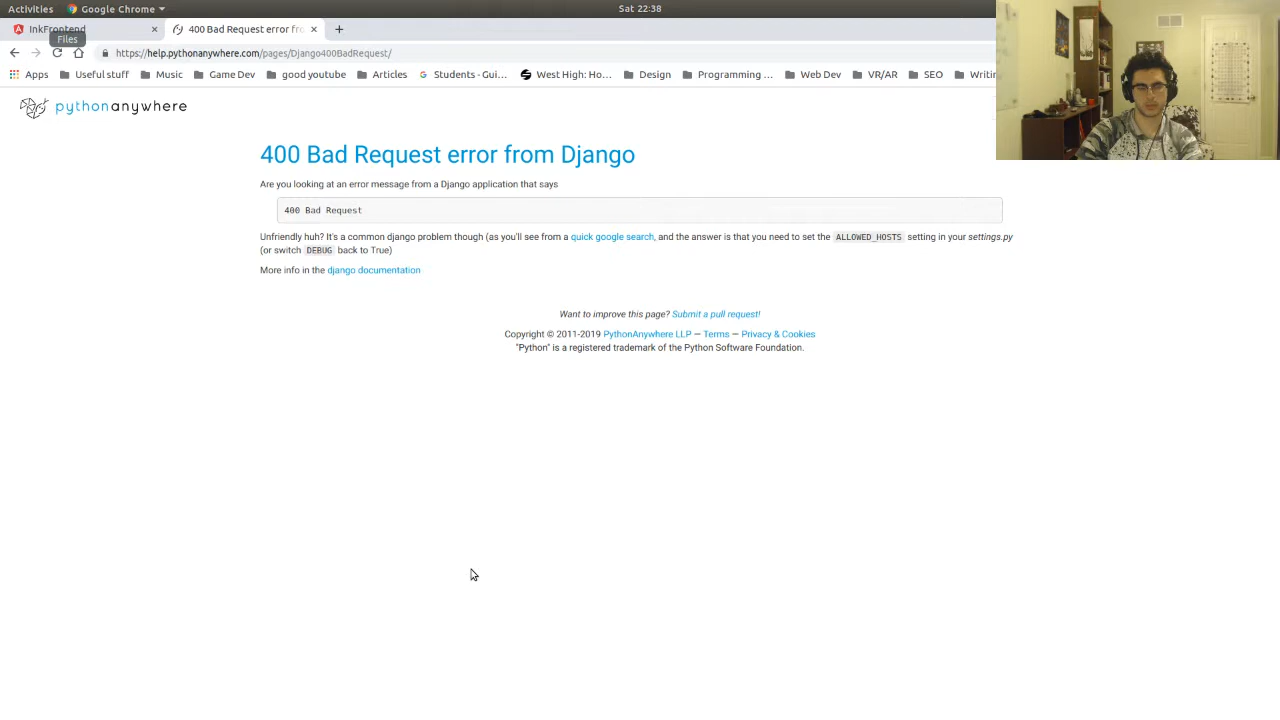 Activities Google Chrome Sat 22:38
InkFrontend 400 Bad Request error fro
Files
https://help.pythonanywhere.com/pages/Django400BadRequest/
Apps Useful stuff Music Game Dev good youtube Articles Students - Gui... West High: Ho... Design Programming ... Web Dev VR/AR SEO Writin
pythonanywhere
400 Bad Request error from Django
Are you looking at an error message from a Django application that says
400 Bad Request
Unfriendly huh? It's a common django problem though (as you'll see from a quick google search, and the answer is that you need to set the ALLOWED_HOSTS setting in your settings.py
(or switch DEBUG back to True)
More info in the django documentation
Want to improve this page? Submit a pull request!
Copyright © 2011-2019 PythonAnywhere LLP — Terms — Privacy & Cookies
"Python" is a registered trademark of the Python Software Foundation.